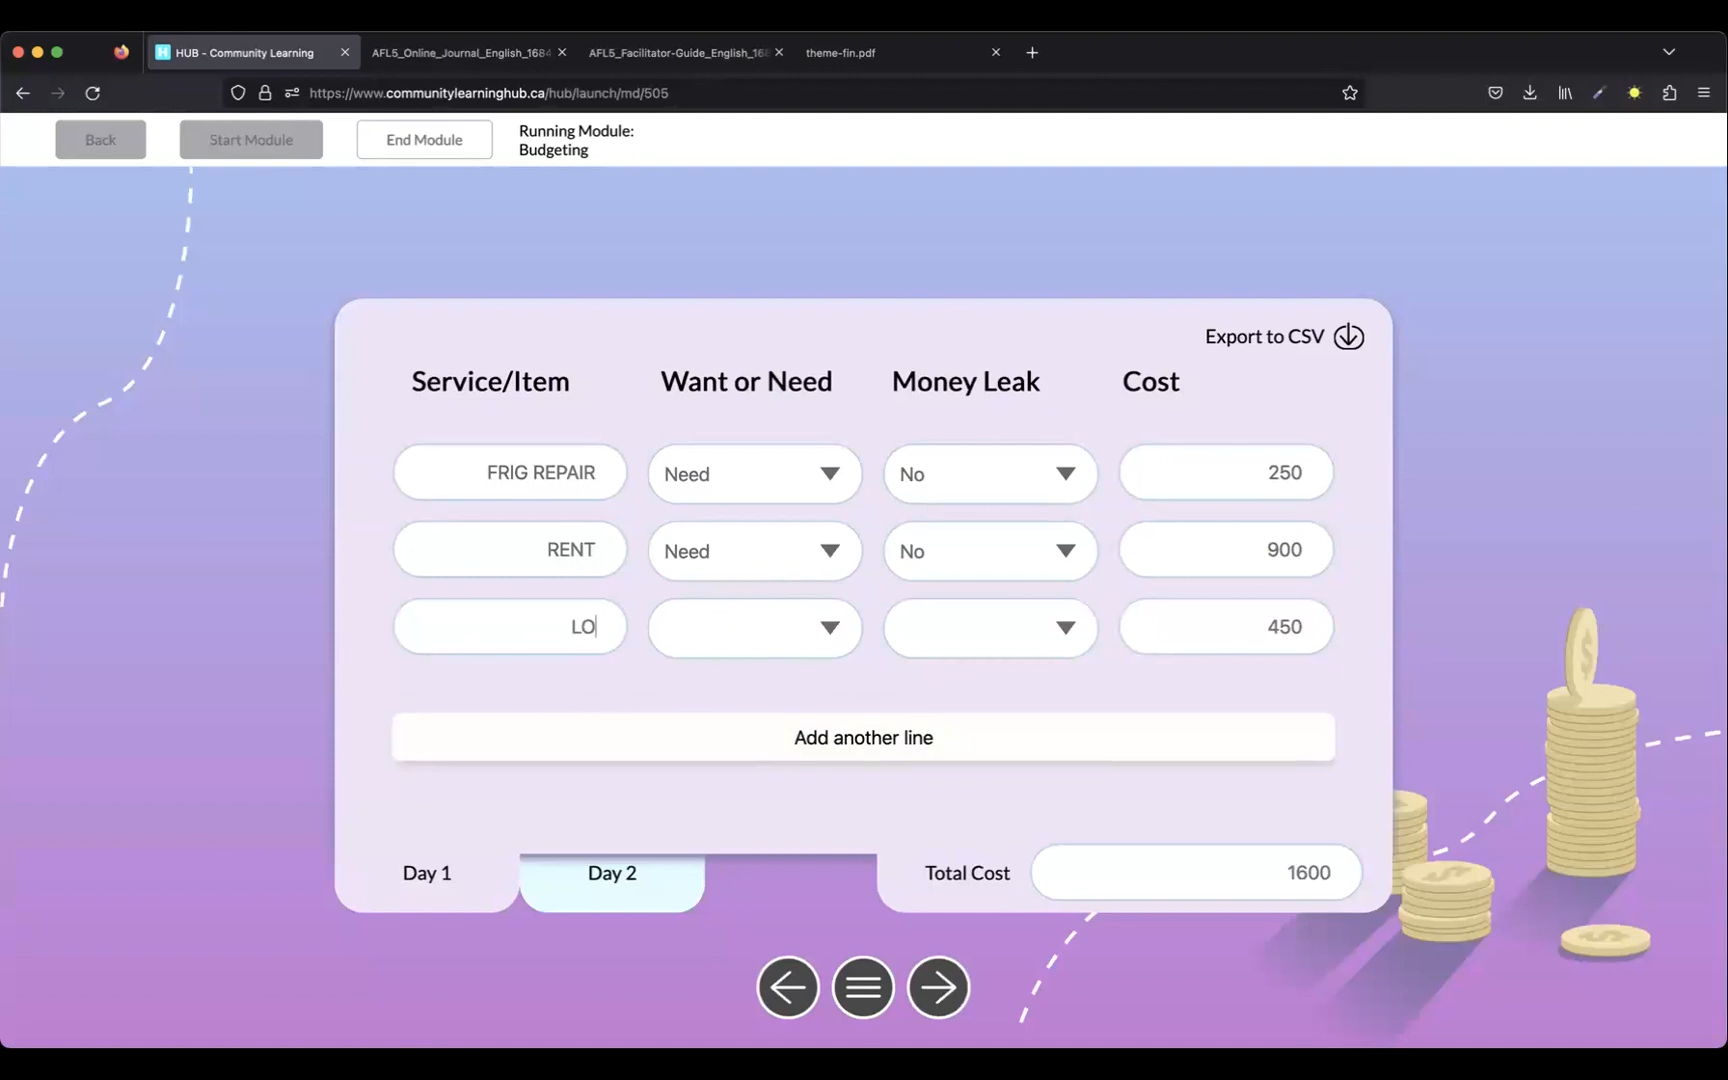 HUB - Community Learning
AFL5_Online_Journal_English_1684
AFL5_Facilitator-Guide_English_168
theme-fin.pdf
https://www.communitylearninghub.ca/hub/launch/md/505
Back
Start Module
End Module
Running Module:
Budgeting
Export to CSV
Service/Item Want or Need Money Leak Cost
FRIG REPAIR Need No 250
RENT Need No 900
LO 450
Add another line
Day 1 Day 2 Total Cost 1600